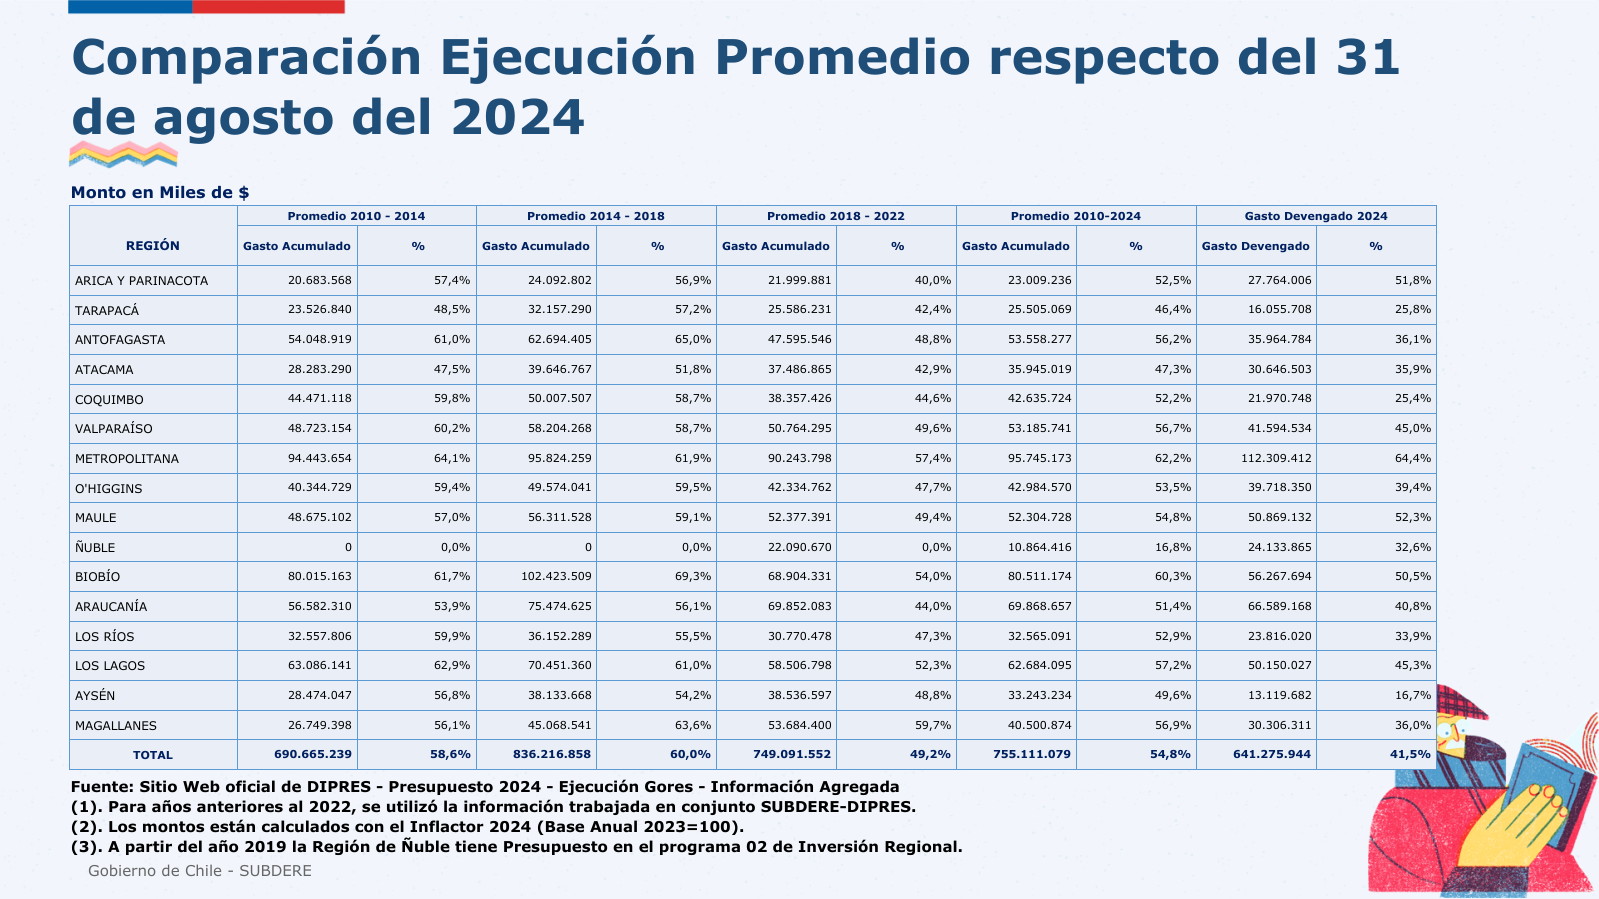 Comparación Ejecución Promedio respecto del 31
de agosto del 2024
Monto en Miles de $
REGIÓN Promedio 2010 - 2014 Promedio 2014 - 2018 Promedio 2018 - 2022 Promedio 2010-2024 Gasto Devengado 2024
Gasto Acumulado % Gasto Acumulado % Gasto Acumulado % Gasto Acumulado % Gasto Devengado %
ARICA Y PARINACOTA 20.683.568 57,4% 24.092.802 56,9% 21.999.881 40,0% 23.009.236 52,5% 27.764.006 51,8%
TARAPACÁ 23.526.840 48,5% 32.157.290 57,2% 25.586.231 42,4% 25.505.069 46,4% 16.055.708 25,8%
ANTOFAGASTA 54.048.919 61,0% 62.694.405 65,0% 47.595.546 48,8% 53.558.277 56,2% 35.964.784 36,1%
ATACAMA 28.283.290 47,5% 39.646.767 51,8% 37.486.865 42,9% 35.945.019 47,3% 30.646.503 35,9%
COQUIMBO 44.471.118 59,8% 50.007.507 58,7% 38.357.426 44,6% 42.635.724 52,2% 21.970.748 25,4%
VALPARAÍSO 48.723.154 60,2% 58.204.268 58,7% 50.764.295 49,6% 53.185.741 56,7% 41.594.534 45,0%
METROPOLITANA 94.443.654 64,1% 95.824.259 61,9% 90.243.798 57,4% 95.745.173 62,2% 112.309.412 64,4%
O'HIGGINS 40.344.729 59,4% 49.574.041 59,5% 42.334.762 47,7% 42.984.570 53,5% 39.718.350 39,4%
MAULE 48.675.102 57,0% 56.311.528 59,1% 52.377.391 49,4% 52.304.728 54,8% 50.869.132 52,3%
ÑUBLE 0 0,0% 0 0,0% 22.090.670 0,0% 10.864.416 16,8% 24.133.865 32,6%
BIOBÍO 80.015.163 61,7% 102.423.509 69,3% 68.904.331 54,0% 80.511.174 60,3% 56.267.694 50,5%
ARAUCANÍA 56.582.310 53,9% 75.474.625 56,1% 69.852.083 44,0% 69.868.657 51,4% 66.589.168 40,8%
LOS RÍOS 32.557.806 59,9% 36.152.289 55,5% 30.770.478 47,3% 32.565.091 52,9% 23.816.020 33,9%
LOS LAGOS 63.086.141 62,9% 70.451.360 61,0% 58.506.798 52,3% 62.684.095 57,2% 50.150.027 45,3%
AYSÉN 28.474.047 56,8% 38.133.668 54,2% 38.536.597 48,8% 33.243.234 49,6% 13.119.682 16,7%
MAGALLANES 26.749.398 56,1% 45.068.541 63,6% 53.684.400 59,7% 40.500.874 56,9% 30.306.311 36,0%
TOTAL 690.665.239 58,6% 836.216.858 60,0% 749.091.552 49,2% 755.111.079 54,8% 641.275.944 41,5%
Fuente: Sitio Web oficial de DIPRES - Presupuesto 2024 - Ejecución Gores - Información Agregada
(1). Para años anteriores al 2022, se utilizó la información trabajada en conjunto SUBDERE-DIPRES.
(2). Los montos están calculados con el Inflactor 2024 (Base Anual 2023=100).
(3). A partir del año 2019 la Región de Ñuble tiene Presupuesto en el programa 02 de Inversión Regional.
Gobierno de Chile - SUBDERE